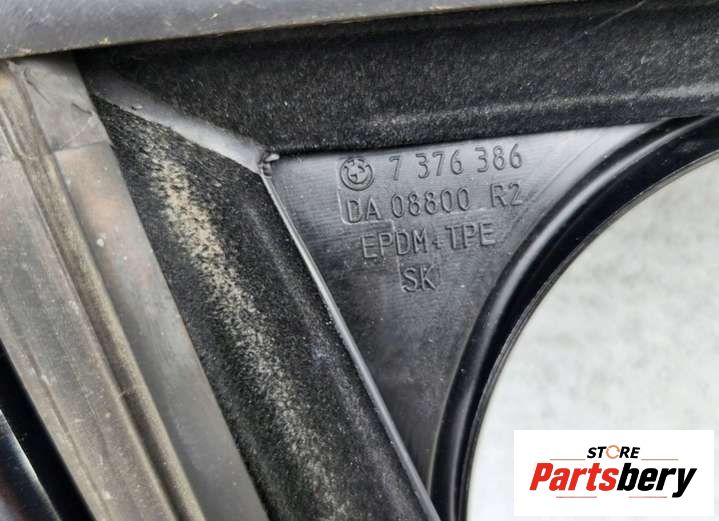 7 376 386
DA 08800 R2
EPDM+TPE
SK
STORE
Partsbery